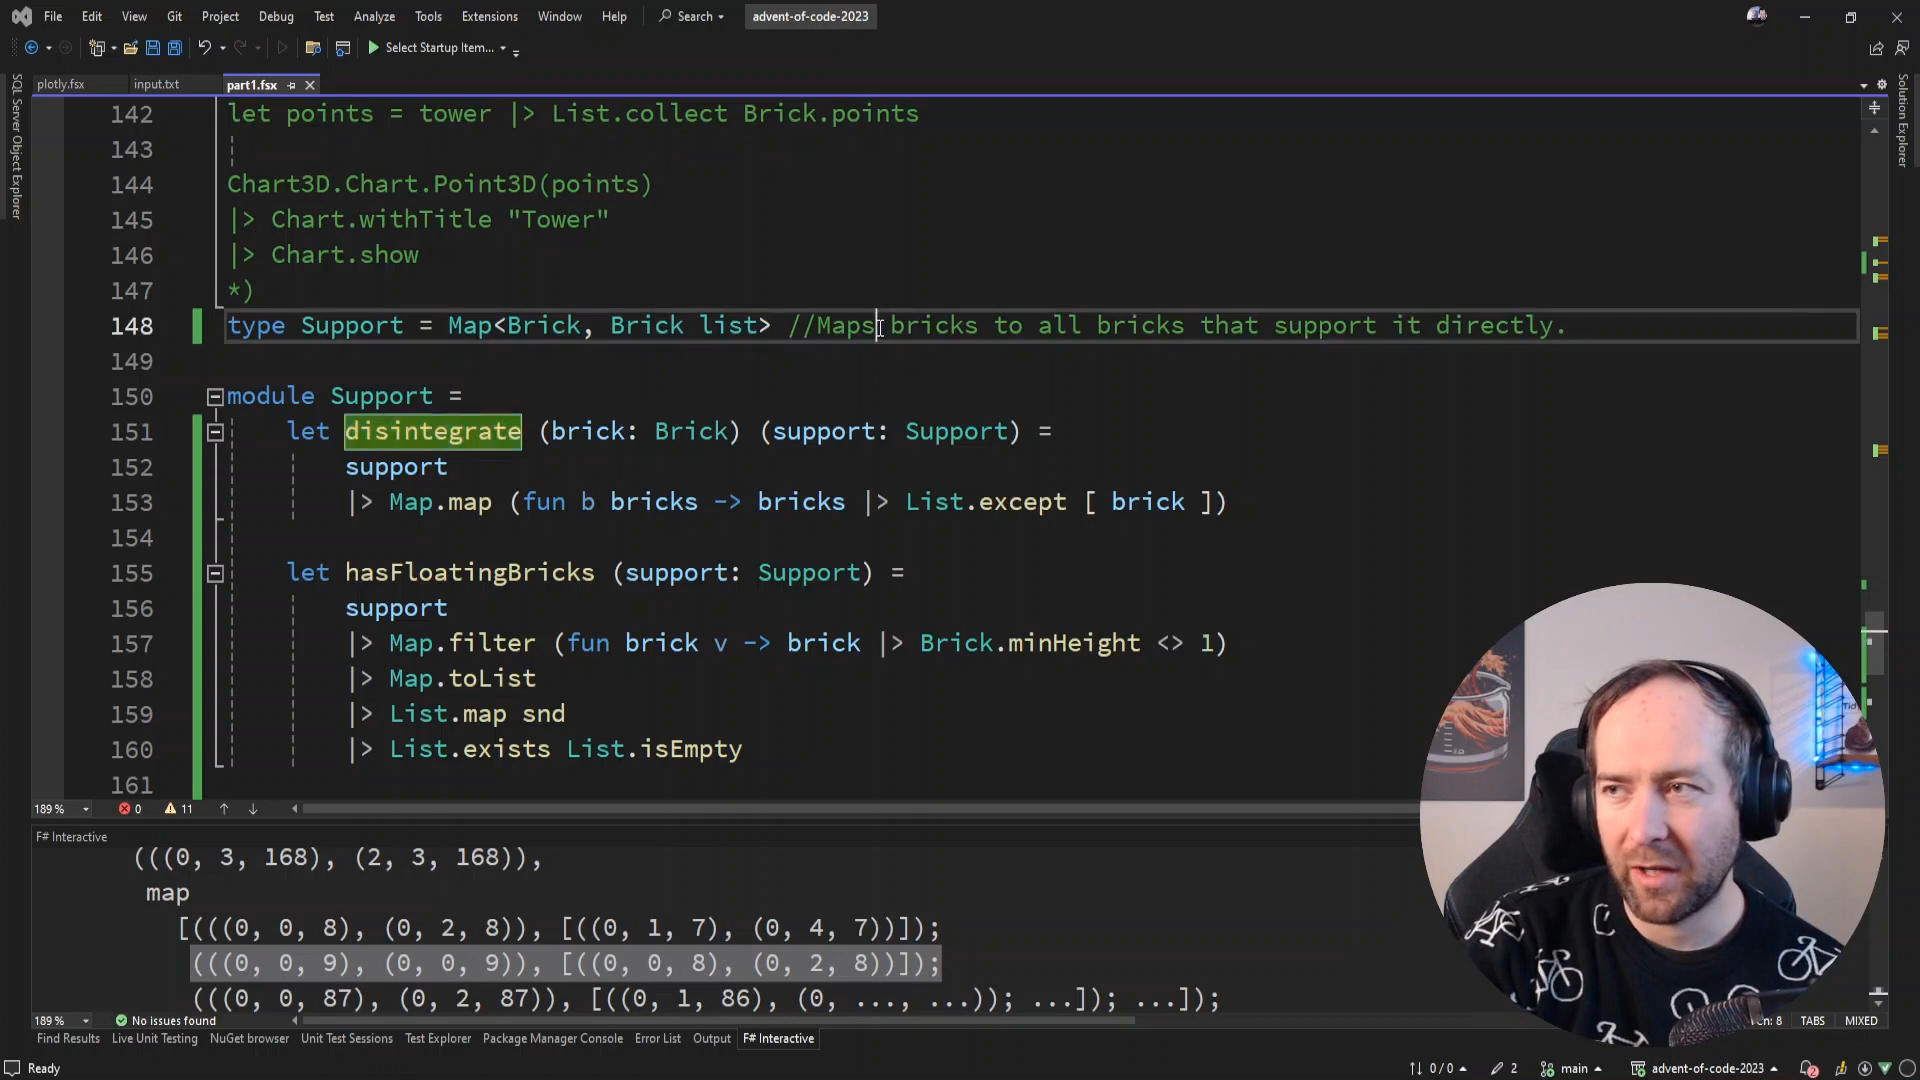 File Edit View Git Project Debug Test Analyze Tools Extensions Window Help Search advent-of-code-2023
Select Startup Item...
plotly.fsx input.txt part1.fsx
SQL Server Object Explorer
Solution Explorer
142 let points = tower |> List.collect Brick.points
143
144 Chart3D.Chart.Point3D(points)
145 |> Chart.withTitle "Tower"
146 |> Chart.show
147 *)
148 type Support = Map<Brick, Brick list> //Maps bricks to all bricks that support it directly.
149
150 module Support =
151 let disintegrate (brick: Brick) (support: Support) =
152 support
153 |> Map.map (fun b bricks -> bricks |> List.except [ brick ])
154
155 let hasFloatingBricks (support: Support) =
156 support
157 |> Map.filter (fun brick v -> brick |> Brick.minHeight <> 1)
158 |> Map.toList
159 |> List.map snd
160 |> List.exists List.isEmpty
161
189 % 0 11
F# Interactive
(((0, 3, 168), (2, 3, 168)),
map
[(((0, 0, 8), (0, 2, 8)), [((0, 1, 7), (0, 4, 7))]);
(((0, 0, 9), (0, 0, 9)), [((0, 0, 8), (0, 2, 8))]);
(((0, 0, 87), (0, 2, 87)), [((0, 1, 86), (0, ..., ...)); ...]); ...]);
189 % No issues found Ln: 8 TABS MIXED
Find Results Live Unit Testing NuGet browser Unit Test Sessions Test Explorer Package Manager Console Error List Output F# Interactive
Ready 0 / 0 2 main advent-of-code-2023 2